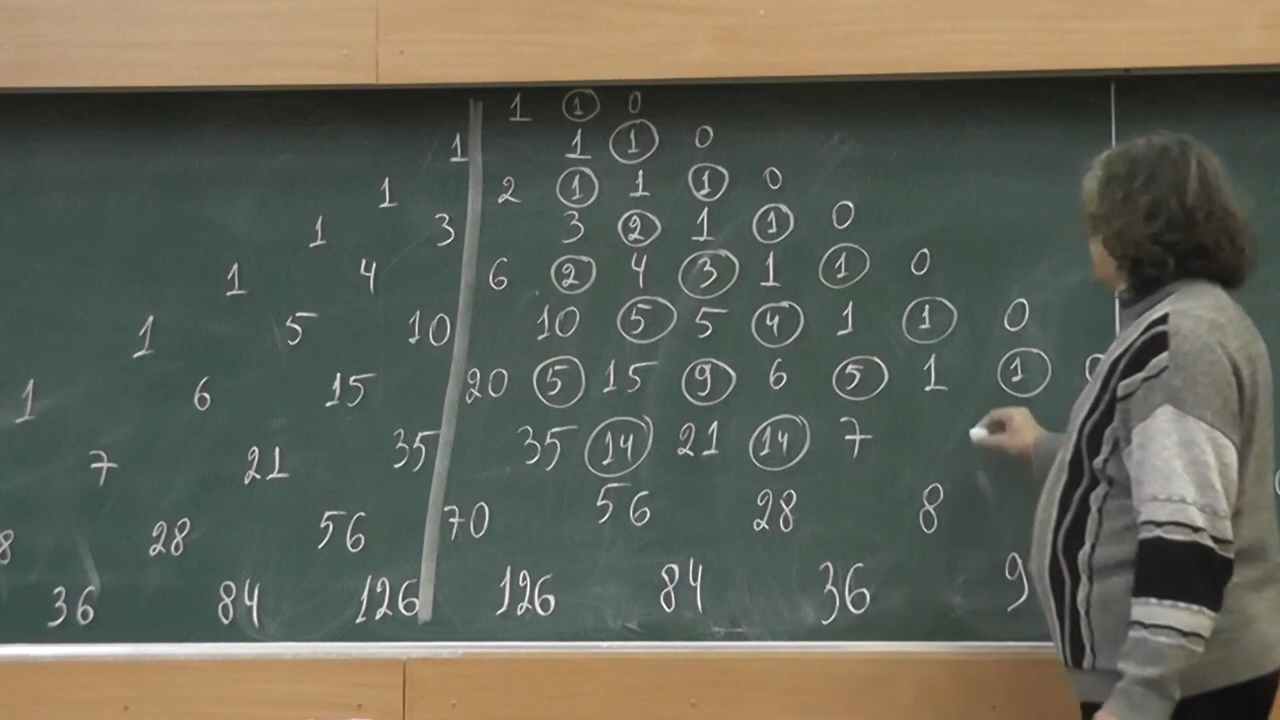 1 1 0
1 1 1 0
1 2 1 1 1 0
1 3 3 2 1 1 0
1 4 6 2 4 3 1 1 0
1 5 10 10 5 5 4 1 1 0
1 6 15 20 5 15 9 6 5 1 1 0
7 21 35 35 14 21 14 7
8 28 56 70 56 28 8
36 84 126 126 84 36 9